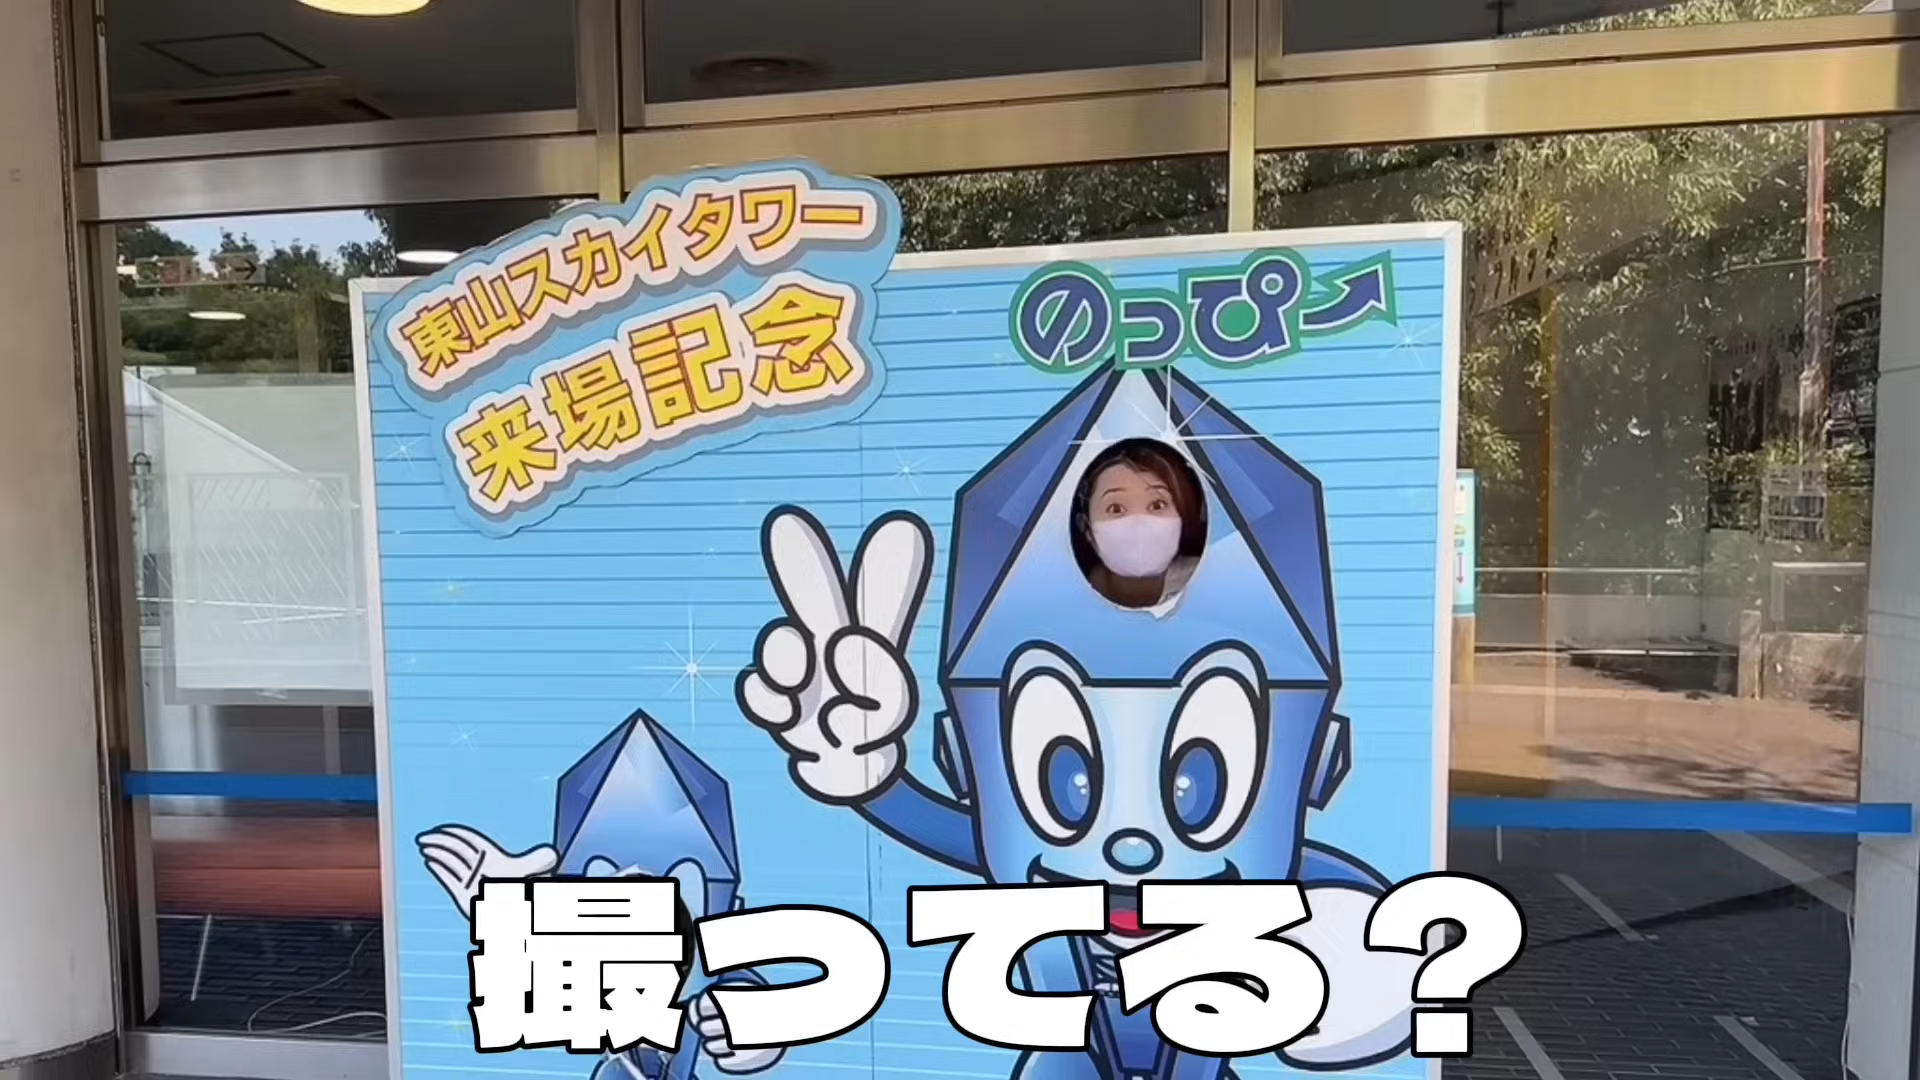 東山スカイタワー
来場記念
のっぴー
撮ってる?